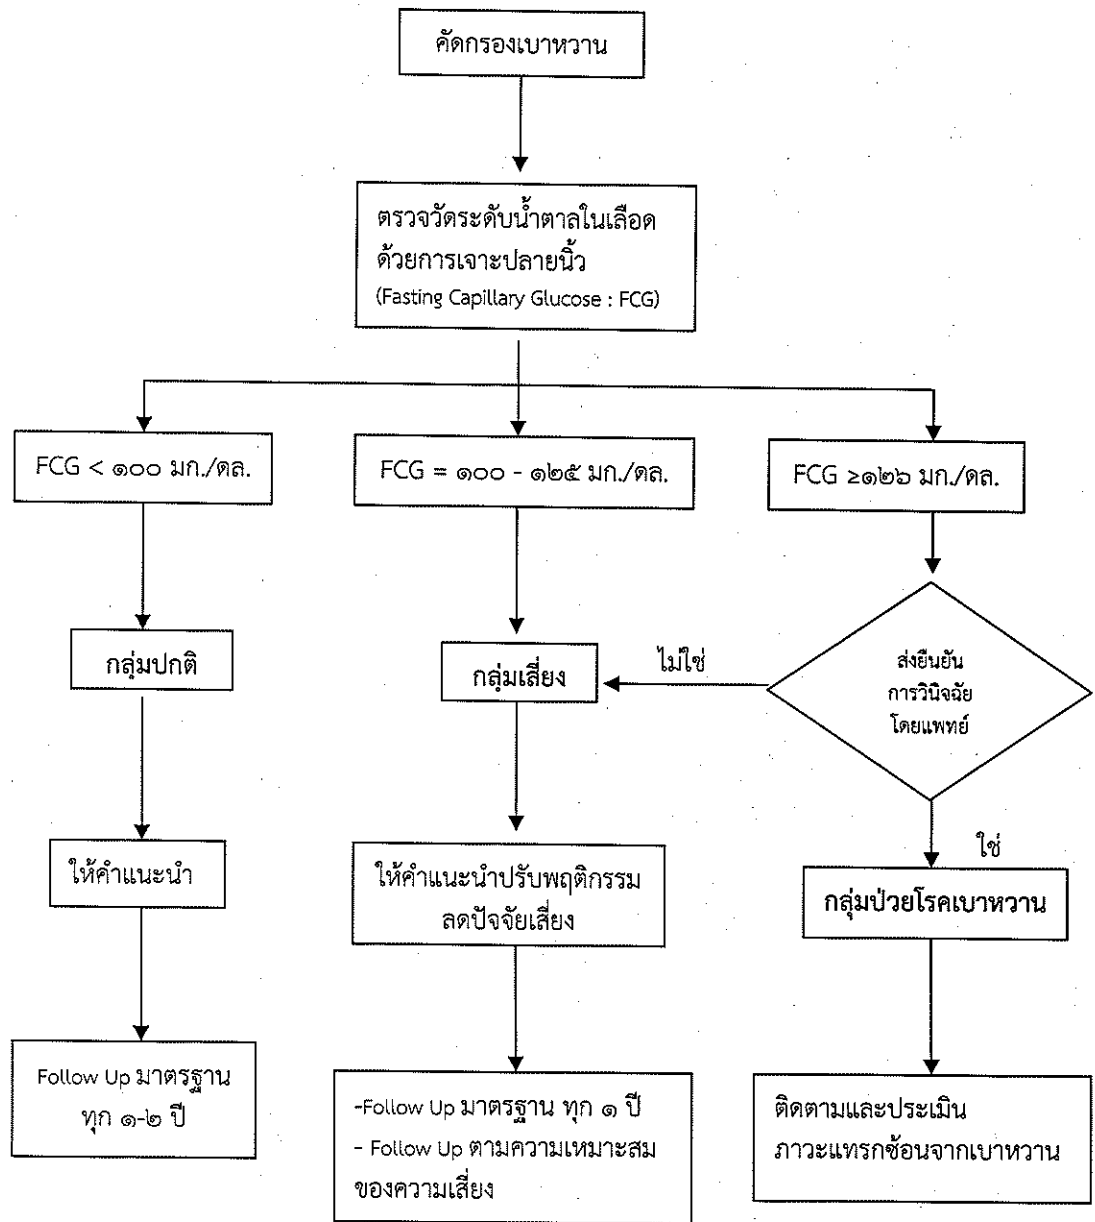 คัดกรองเบาหวาน
ตรวจวัดระดับน้ำตาลในเลือด
ด้วยการเจาะปลายนิ้ว
(Fasting Capillary Glucose : FCG)
FCG < ๑๐๐ มก./ดล.
FCG = ๑๐๐ - ๑๒๕ มก./ดล.
FCG ≥๑๒๖ มก./ดล.
กลุ่มปกติ
กลุ่มเสี่ยง
ไม่ใช่
ส่งยืนยัน
การวินิจฉัย
โดยแพทย์
ใช่
ให้คำแนะนำ
ให้คำแนะนำปรับพฤติกรรม
ลดปัจจัยเสี่ยง
กลุ่มป่วยโรคเบาหวาน
Follow Up มาตรฐาน
ทุก ๑-๒ ปี
-Follow Up มาตรฐาน ทุก ๑ ปี
- Follow Up ตามความเหมาะสม
ของความเสี่ยง
ติดตามและประเมิน
ภาวะแทรกซ้อนจากเบาหวาน